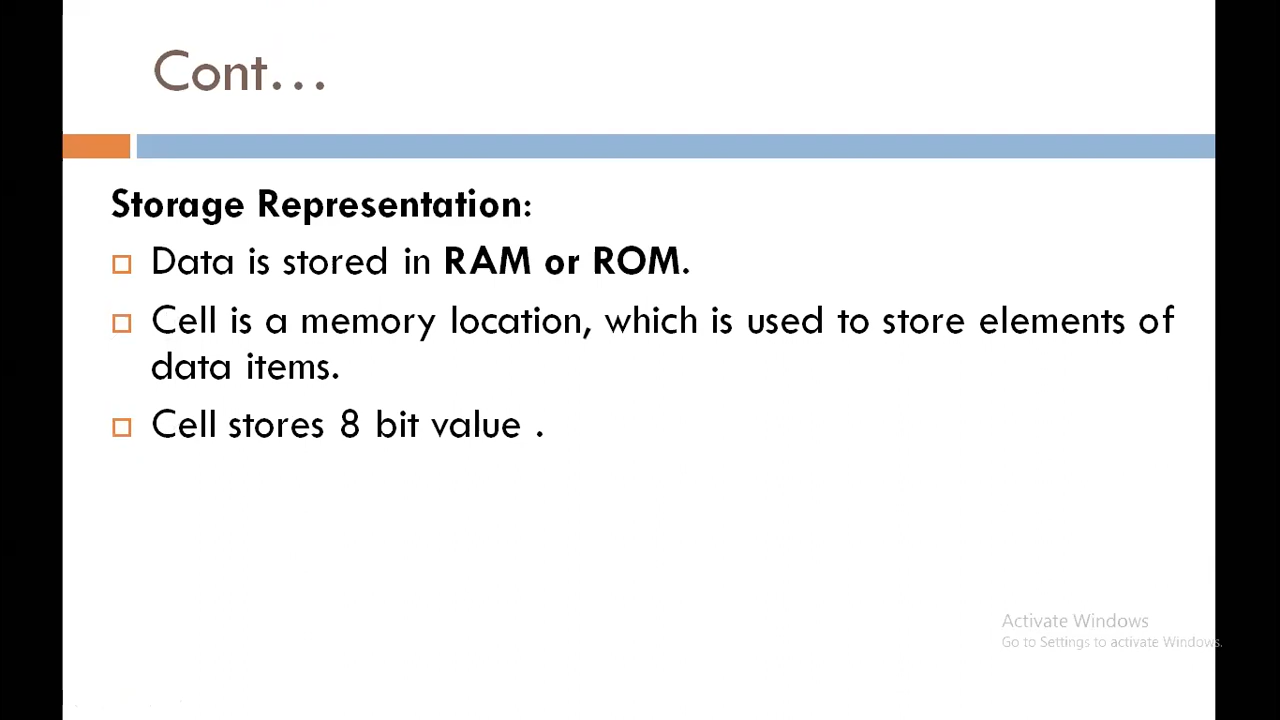 Cont...
Storage Representation:
Data is stored in RAM or ROM.
Cell is a memory location, which is used to store elements of
data items.
Cell stores 8 bit value .
Activate Windows
Go to Settings to activate Windows.